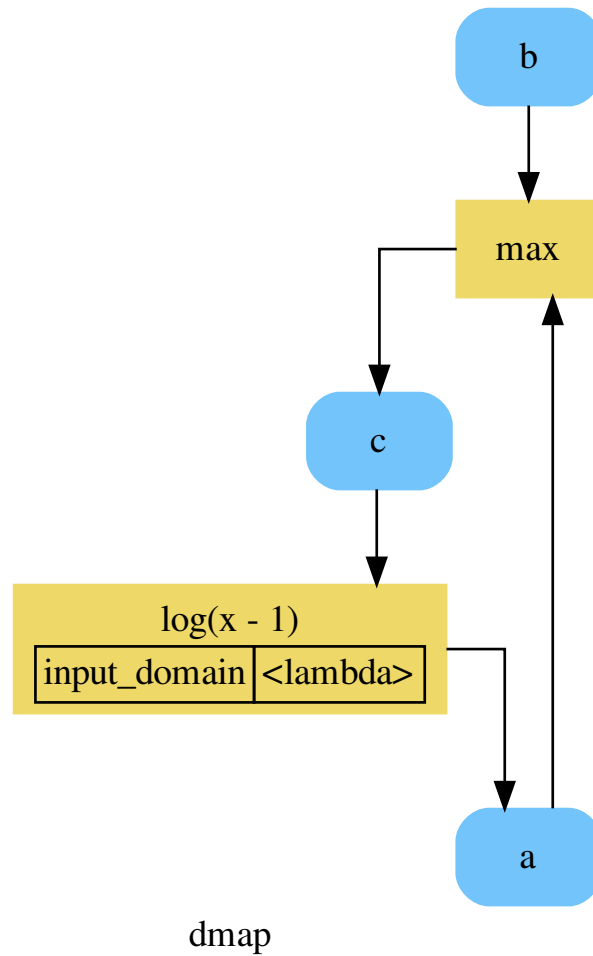 b
max
c
log(x - 1)
input_domain <lambda>
a
dmap